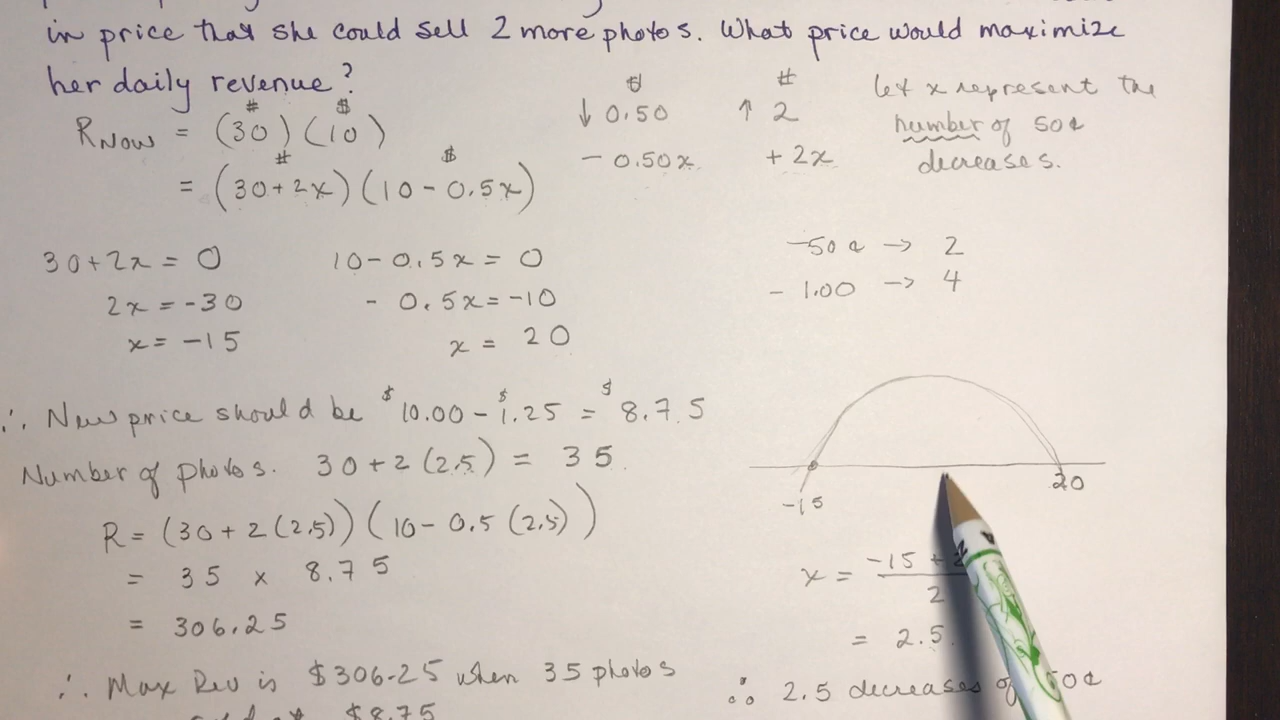 in price that she could sell 2 more photos. What price would maximize
her daily revenue?
# $
R NOW = (30)(10)
# $
= (30+2x)(10-0.5x)
$ #
↓ 0.50 ↑ 2
- 0.50x + 2x
let x represent the
number of 50¢
decreases.
30+2x = 0
2x = -30
x = -15
10-0.5x = 0
- 0.5x = -10
x = 20
-50¢ -> 2
- 1.00 -> 4
∴ New price should be $10.00 - $1.25 = $8.75
Number of photos. 30+2(2.5) = 35
R = (30+2(2.5))(10-0.5(2.5))
= 35 x 8.75
= 306.25
∴ Max Rev is $306.25 when 35 photos
$8.75
-15 20
x = -15 +
2
= 2.5
∴ 2.5 decreases of 50¢